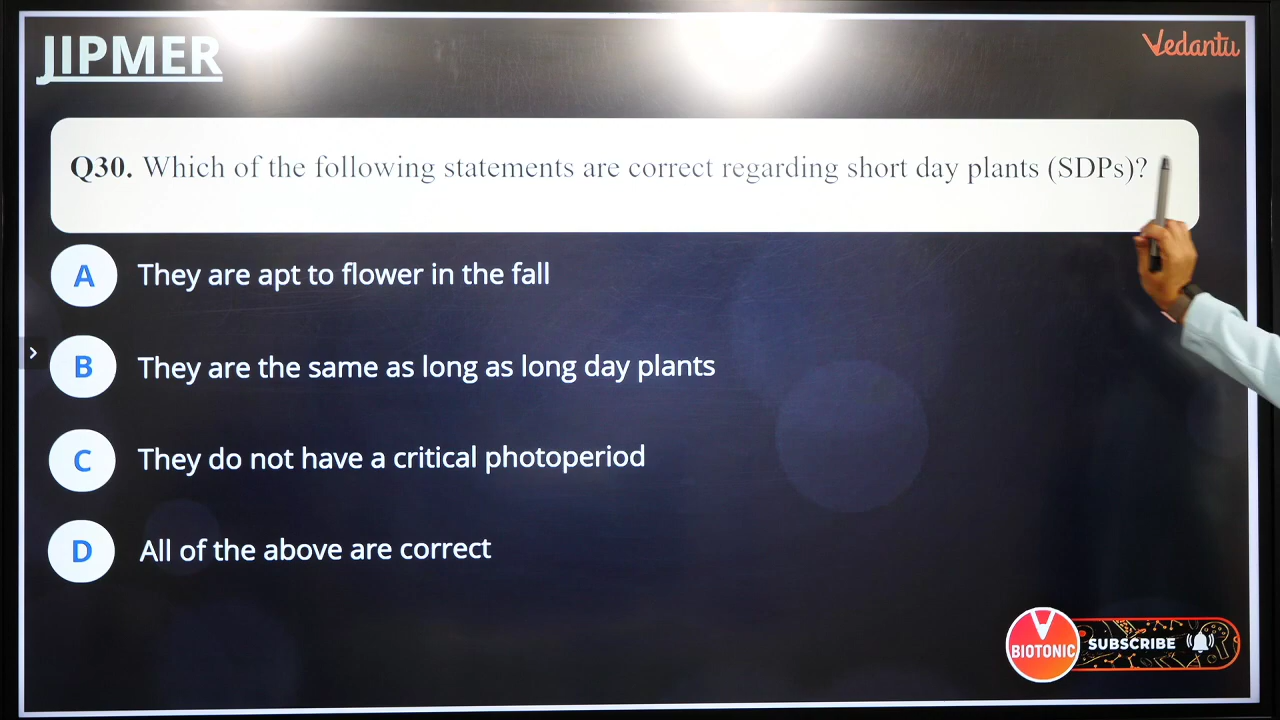 JIPMER
Vedantu
Q30. Which of the following statements are correct regarding short day plants (SDPs)?
A They are apt to flower in the fall
B They are the same as long as long day plants
C They do not have a critical photoperiod
D All of the above are correct
BIOTONIC SUBSCRIBE